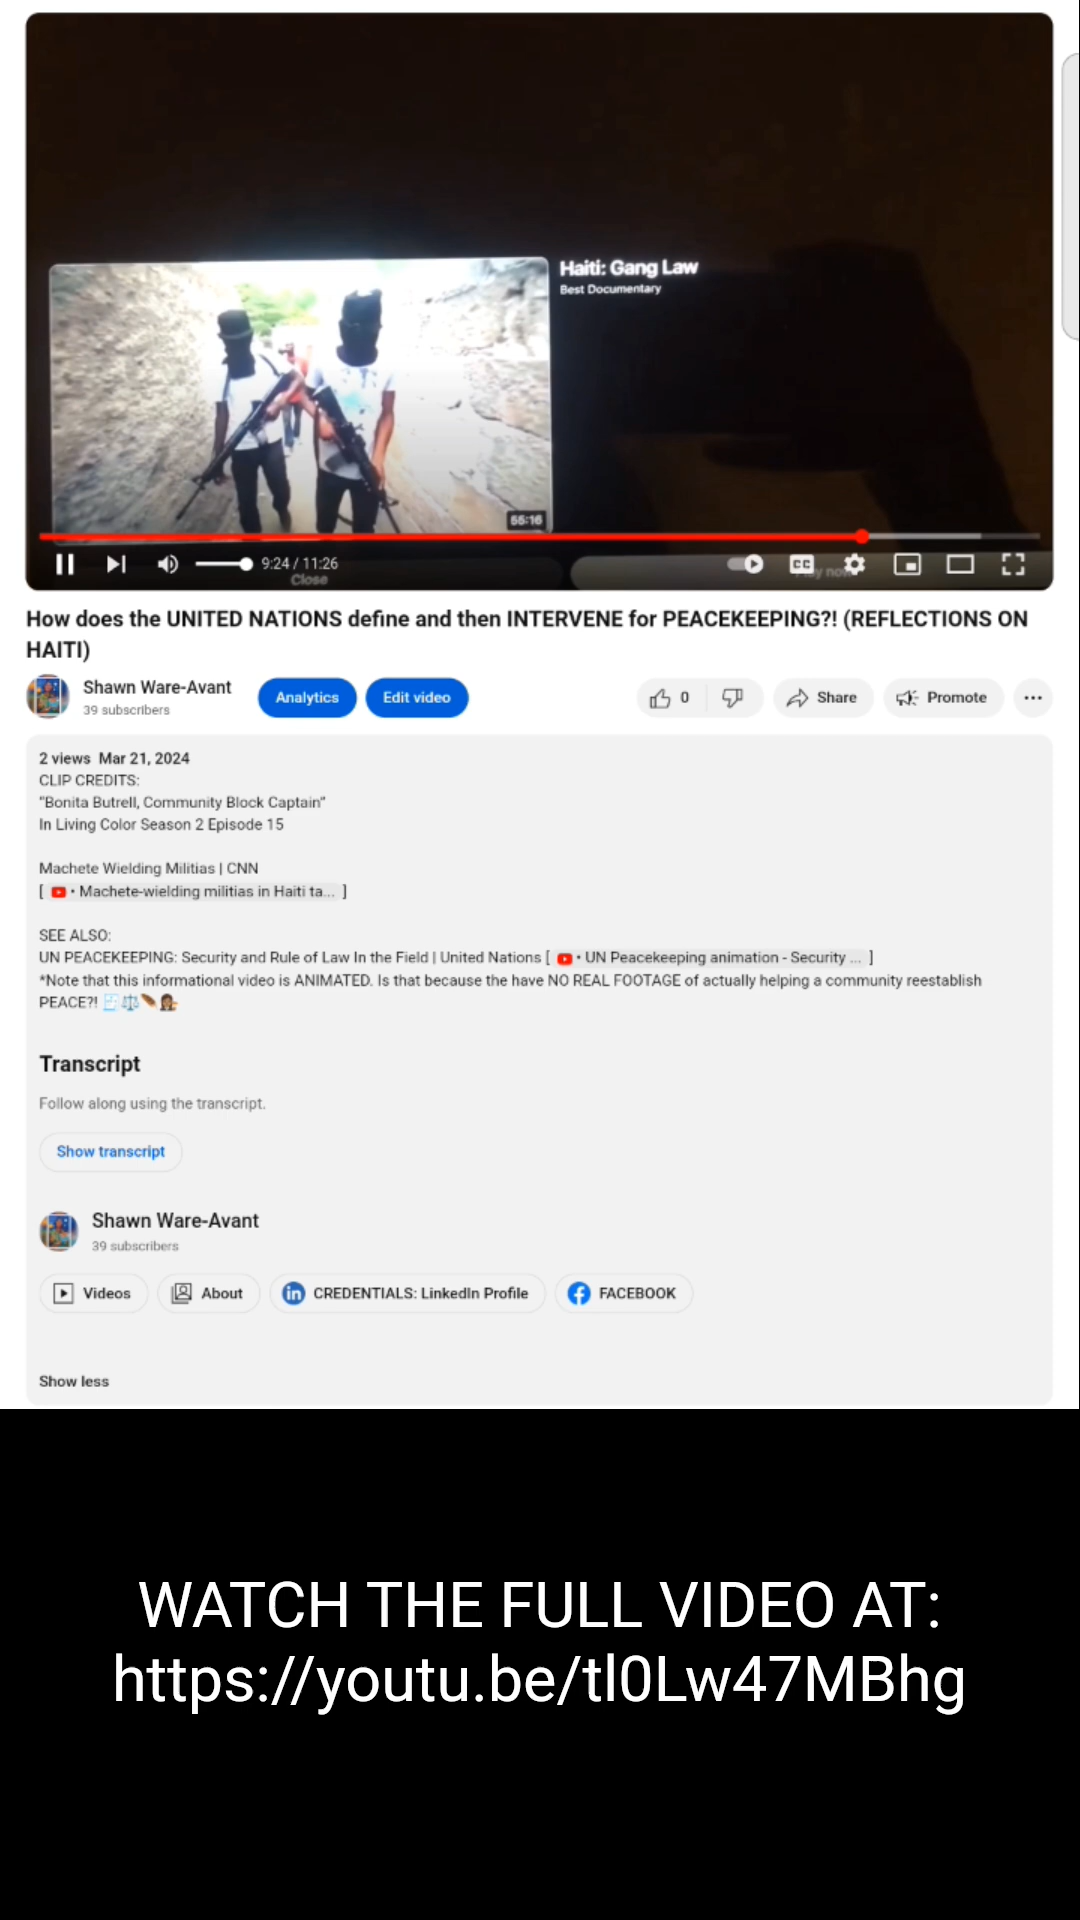 Haiti: Gang Law
Best Documentary
55:16
9:24 / 11:26
CC
Close
How does the UNITED NATIONS define and then INTERVENE for PEACEKEEPING?! (REFLECTIONS ON
HAITI)
Shawn Ware-Avant
39 subscribers
Analytics
Edit video
0
Share
Promote
2 views Mar 21, 2024
CLIP CREDITS:
"Bonita Butrell, Community Block Captain"
In Living Color Season 2 Episode 15
Machete Wielding Militias | CNN
[ • Machete-wielding militias in Haiti ta... ]
SEE ALSO:
UN PEACEKEEPING: Security and Rule of Law In the Field | United Nations [ • UN Peacekeeping animation - Security ... ]
*Note that this informational video is ANIMATED. Is that because the have NO REAL FOOTAGE of actually helping a community reestablish
PEACE?! 🧾⚖️🪶👩🏾‍⚖️
Transcript
Follow along using the transcript.
Show transcript
Shawn Ware-Avant
39 subscribers
Videos
About
in CREDENTIALS: LinkedIn Profile
FACEBOOK
Show less
WATCH THE FULL VIDEO AT:
https://youtu.be/tl0Lw47MBhg